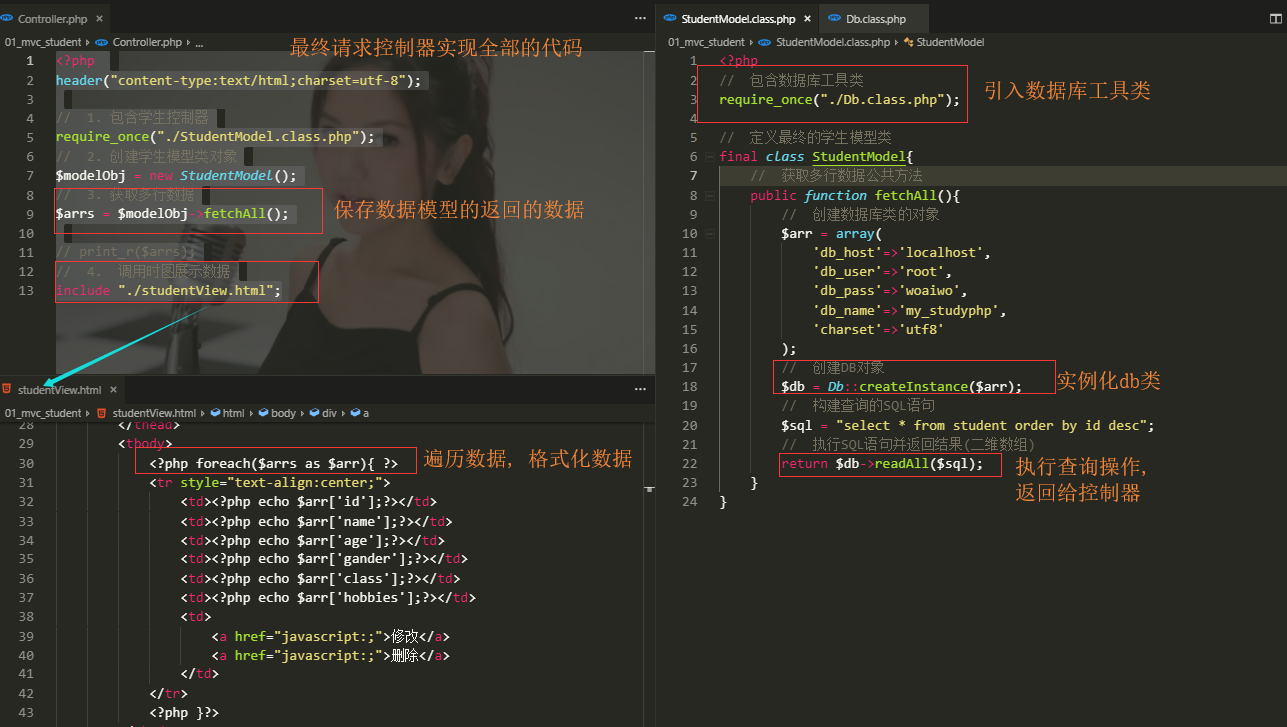 Controller.php ×
01_mvc_student › Controller.php › ...
最终请求控制器实现全部的代码
1 <?php
2 header("content-type:text/html;charset=utf-8");
3
4 // 1. 包含学生控制器
5 require_once("./StudentModel.class.php");
6 // 2. 创建学生模型类对象
7 $modelObj = new StudentModel();
8 // 3. 获取多行数据
9 $arrs = $modelObj->fetchAll();
保存数据模型的返回的数据
10
11 // print_r($arrs);
12 // 4. 调用时图展示数据
13 include "./studentView.html";
studentView.html ×
01_mvc_student › studentView.html › html › body › div › a
28 </thead>
29 <tbody>
30 <?php foreach($arrs as $arr){ ?>
遍历数据, 格式化数据
31 <tr style="text-align:center;">
32 <td><?php echo $arr['id'];?></td>
33 <td><?php echo $arr['name'];?></td>
34 <td><?php echo $arr['age'];?></td>
35 <td><?php echo $arr['gander'];?></td>
36 <td><?php echo $arr['class'];?></td>
37 <td><?php echo $arr['hobbies'];?></td>
38 <td>
39 <a href="javascript:;">修改</a>
40 <a href="javascript:;">删除</a>
41 </td>
42 </tr>
43 <?php }?>
StudentModel.class.php × Db.class.php
01_mvc_student › StudentModel.class.php › StudentModel
1 <?php
2 // 包含数据库工具类
3 require_once("./Db.class.php");
引入数据库工具类
4
5 // 定义最终的学生模型类
6 final class StudentModel{
7 // 获取多行数据公共方法
8 public function fetchAll(){
9 // 创建数据库类的对象
10 $arr = array(
11 'db_host'=>'localhost',
12 'db_user'=>'root',
13 'db_pass'=>'woaiwo',
14 'db_name'=>'my_studyphp',
15 'charset'=>'utf8'
16 );
17 // 创建DB对象
18 $db = Db::createInstance($arr);
实例化db类
19 // 构建查询的SQL语句
20 $sql = "select * from student order by id desc";
21 // 执行SQL语句并返回结果(二维数组)
22 return $db->readAll($sql);
执行查询操作,
返回给控制器
23 }
24 }